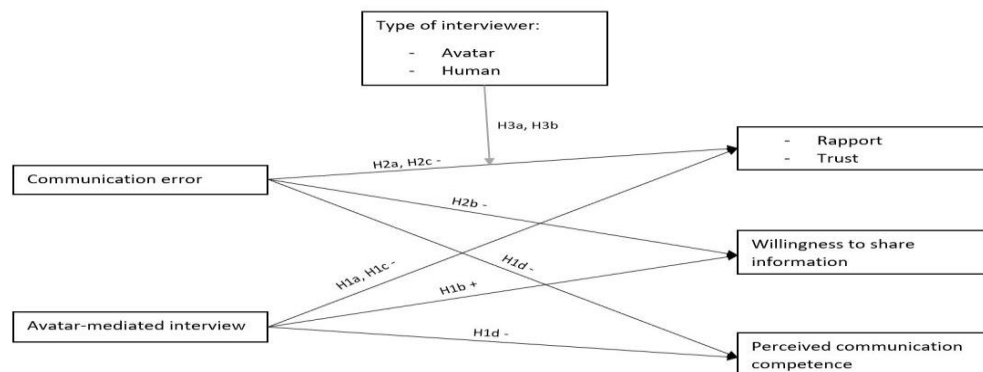 Type of interviewer:
- Avatar
- Human
H3a, H3b
- Rapport
- Trust
H2a, H2c -
Communication error
H2b -
Willingness to share
information
H1d -
H1a, H1c -
H1b +
Avatar-mediated interview
H1d -
Perceived communication
competence